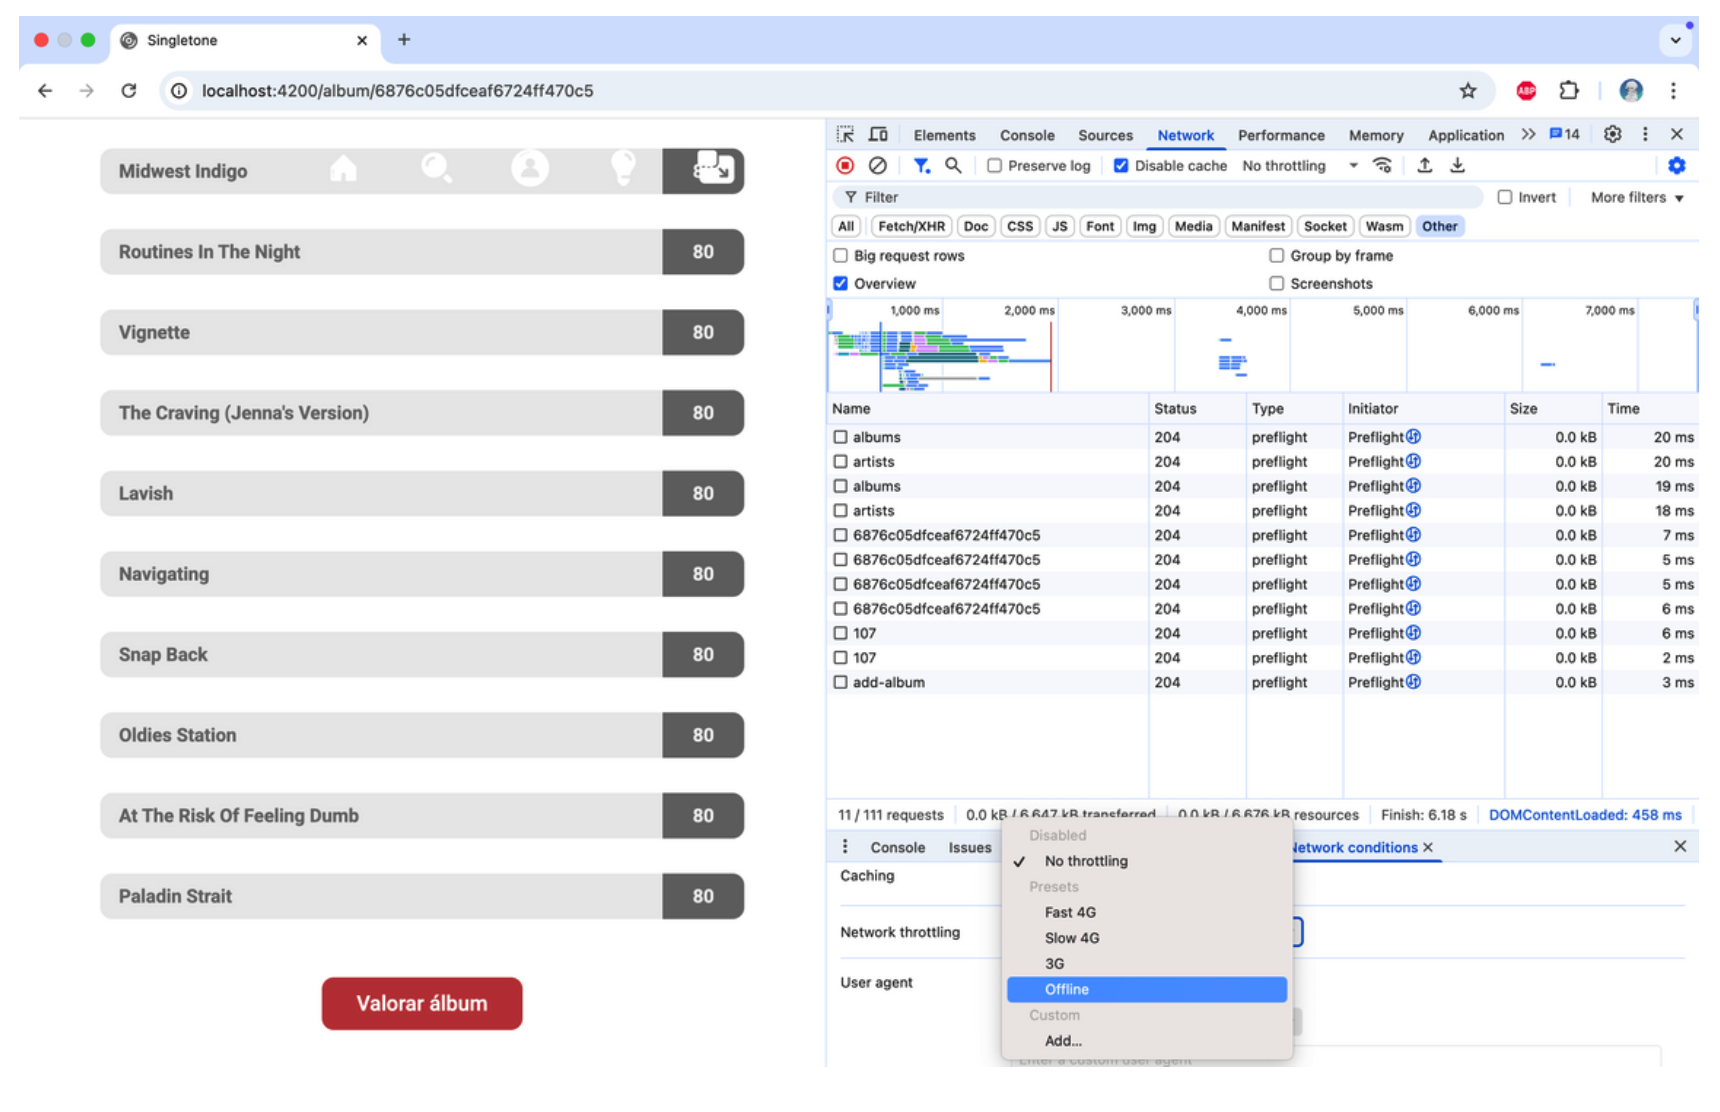 Singletone
localhost:4200/album/6876c05dfceaf6724ff470c5
ABP
Midwest Indigo
Routines In The Night 80
Vignette 80
The Craving (Jenna's Version) 80
Lavish 80
Navigating 80
Snap Back 80
Oldies Station 80
At The Risk Of Feeling Dumb 80
Paladin Strait 80
Valorar álbum
Elements Console Sources Network Performance Memory Application 14
Preserve log Disable cache No throttling
Filter Invert More filters
All Fetch/XHR Doc CSS JS Font Img Media Manifest Socket Wasm Other
Big request rows Group by frame
Overview Screenshots
1,000 ms 2,000 ms 3,000 ms 4,000 ms 5,000 ms 6,000 ms 7,000 ms
Name Status Type Initiator Size Time
albums 204 preflight Preflight 0.0 kB 20 ms
artists 204 preflight Preflight 0.0 kB 20 ms
albums 204 preflight Preflight 0.0 kB 19 ms
artists 204 preflight Preflight 0.0 kB 18 ms
6876c05dfceaf6724ff470c5 204 preflight Preflight 0.0 kB 7 ms
6876c05dfceaf6724ff470c5 204 preflight Preflight 0.0 kB 5 ms
6876c05dfceaf6724ff470c5 204 preflight Preflight 0.0 kB 5 ms
6876c05dfceaf6724ff470c5 204 preflight Preflight 0.0 kB 6 ms
107 204 preflight Preflight 0.0 kB 6 ms
107 204 preflight Preflight 0.0 kB 2 ms
add-album 204 preflight Preflight 0.0 kB 3 ms
11 / 111 requests 0.0 kB / 6,647 kB transferred 0.0 kB / 6,676 kB resources Finish: 6.18 s DOMContentLoaded: 458 ms
Console Issues Network conditions
Caching
Network throttling
User agent
Disabled
No throttling
Presets
Fast 4G
Slow 4G
3G
Offline
Custom
Add...
Enter a custom user agent